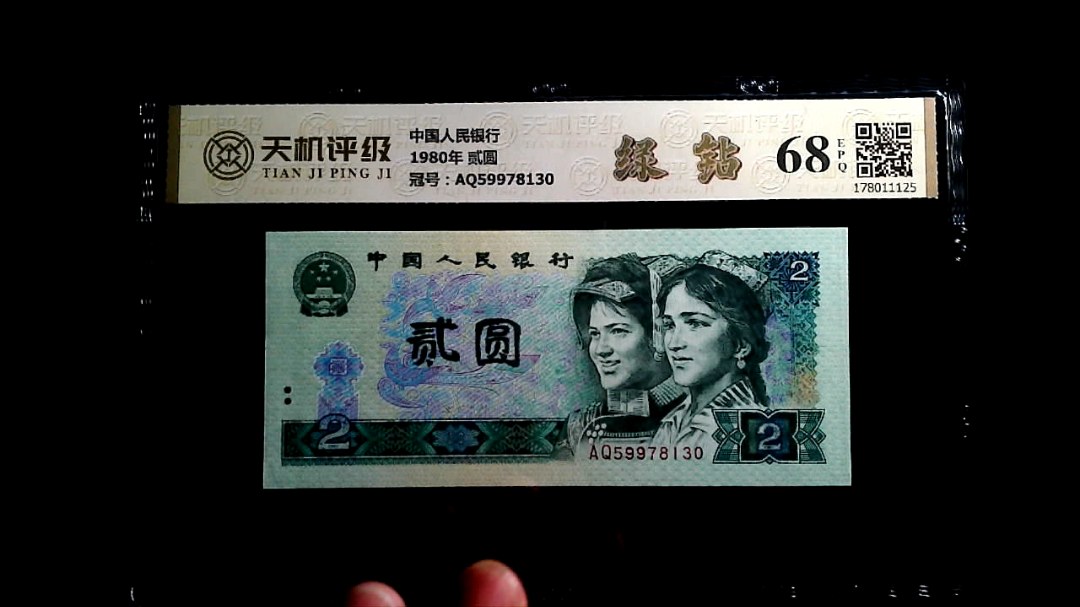 天机评级
TIAN JI PING JI
中国人民银行
1980年 贰圆
冠号：AQ59978130
绿 钻
68
EPQ
178011125
中国人民银行
2
贰圆
2
AQ59978130
2